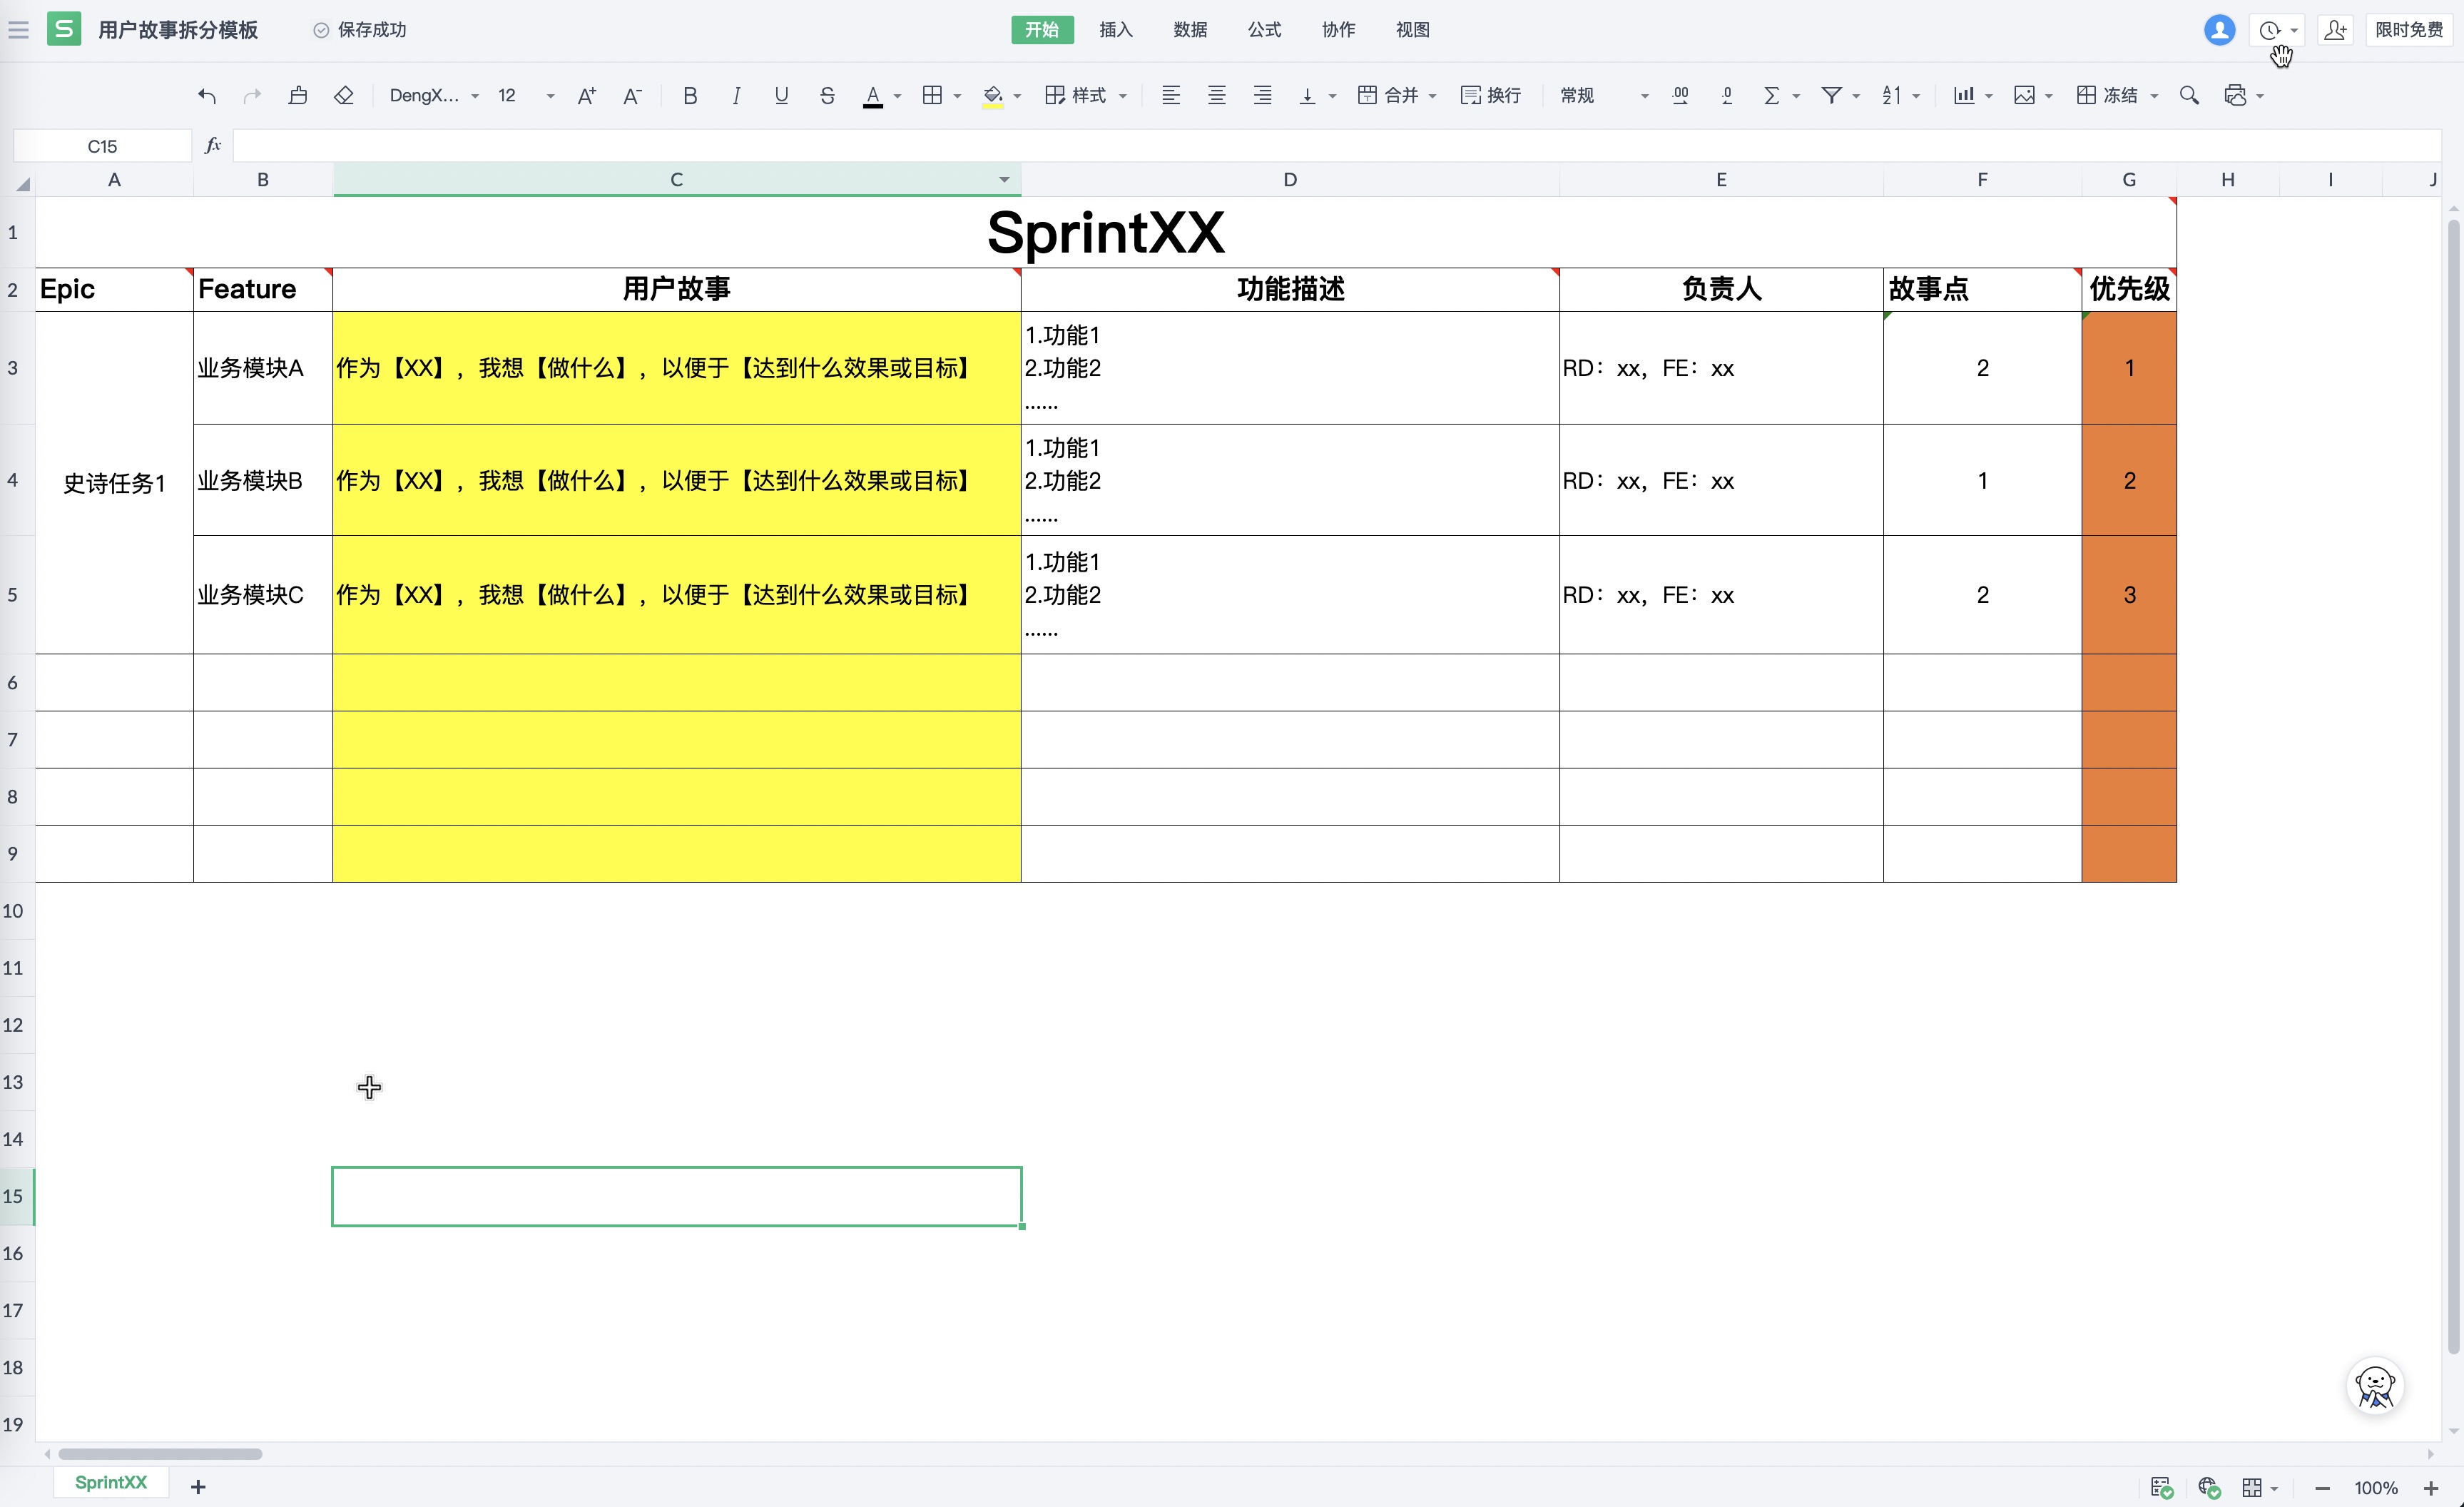 S 用户故事拆分模板 保存成功 开始 插入 数据 公式 协作 视图 限时免费
DengX... 12 A+ A- B I U S A 样式 合并 换行 常规 .00 .0 冻结
C15 fx
A B C D E F G H I J
1 SprintXX
2 Epic Feature 用户故事 功能描述 负责人 故事点 优先级
3 业务模块A 作为【XX】，我想【做什么】，以便于【达到什么效果或目标】 1.功能1
2.功能2
...... RD：xx，FE：xx 2 1
史诗任务1
4 业务模块B 作为【XX】，我想【做什么】，以便于【达到什么效果或目标】 1.功能1
2.功能2
...... RD：xx，FE：xx 1 2
5 业务模块C 作为【XX】，我想【做什么】，以便于【达到什么效果或目标】 1.功能1
2.功能2
...... RD：xx，FE：xx 2 3
6
7
8
9
10
11
12
13
14
15
16
17
18
19
SprintXX + 100%